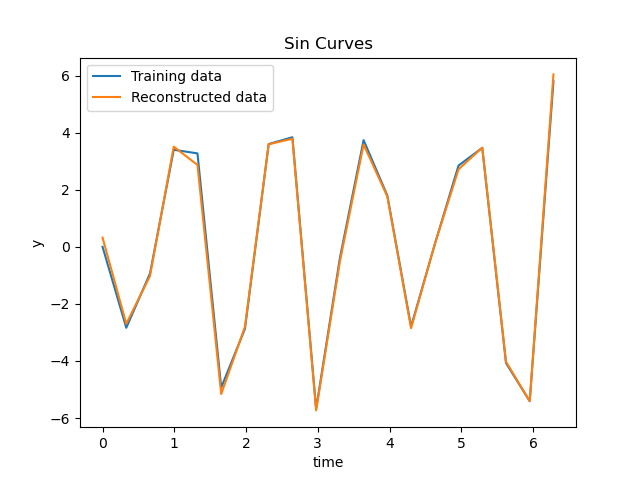 Sin Curves
Training data
Reconstructed data
6
4
2
0
−2
−4
−6
y
0 1 2 3 4 5 6
time